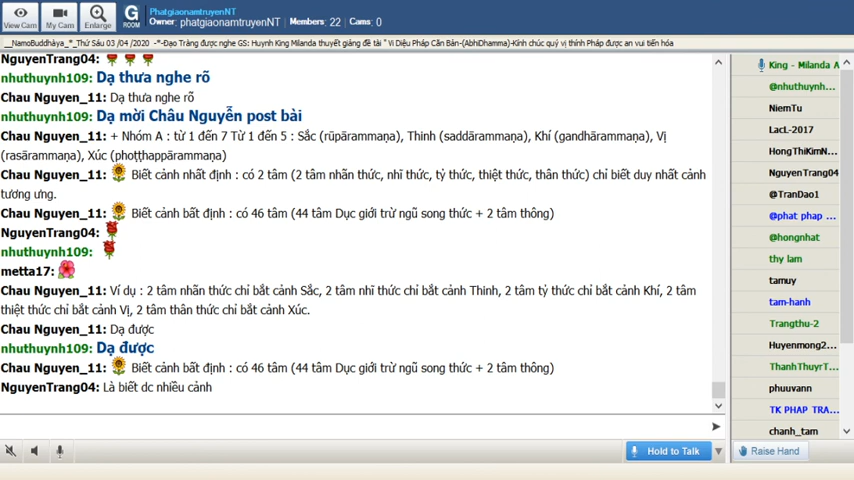 View Cam
My Cam
Enlarge
G
ROOM
PhatgiaonamtruyenNT
Owner: phatgiaonamtruyenNT | Members: 22 | Cams: 0
__NamoBuddhàya_*_Thứ Sáu 03 /04 /2020 -*-Đạo Tràng được nghe GS: Huynh King Milanda thuyết giảng đề tài " Vi Diệu Pháp Căn Bản-(AbhiDhamma)-Kính chúc quý vị thính Pháp được an vui tiến hóa
NguyenTrang04:
nhuthuynh109: Dạ thưa nghe rõ
Chau Nguyen_11: Dạ thưa nghe rõ
nhuthuynh109: Dạ mời Châu Nguyễn post bài
Chau Nguyen_11: + Nhóm A : từ 1 đến 7 Từ 1 đến 5 : Sắc (rūpārammaṇa), Thinh (saddārammaṇa), Khí (gandhārammaṇa), Vị
(rasārammaṇa), Xúc (phoṭṭhappārammaṇa)
Chau Nguyen_11: Biết cảnh nhất định : có 2 tâm (2 tâm nhãn thức, nhĩ thức, tỷ thức, thiệt thức, thân thức) chỉ biết duy nhất cảnh
tương ưng.
Chau Nguyen_11: Biết cảnh bất định : có 46 tâm (44 tâm Dục giới trừ ngũ song thức + 2 tâm thông)
NguyenTrang04:
nhuthuynh109:
metta17:
Chau Nguyen_11: Ví dụ : 2 tâm nhãn thức chỉ bắt cảnh Sắc, 2 tâm nhĩ thức chỉ bắt cảnh Thinh, 2 tâm tỷ thức chỉ bắt cảnh Khí, 2 tâm
thiệt thức chỉ bắt cảnh Vị, 2 tâm thân thức chỉ bắt cảnh Xúc.
Chau Nguyen_11: Dạ được
nhuthuynh109: Dạ được
Chau Nguyen_11: Biết cảnh bất định : có 46 tâm (44 tâm Dục giới trừ ngũ song thức + 2 tâm thông)
NguyenTrang04: Là biết dc nhiều cảnh
King - Milanda A
@nhuthuynh...
NiemTu
LacL-2017
HongThiKimN...
NguyenTrang04
@TranDao1
@phat phap ...
@hongnhat
thy lam
tamuy
tam-hanh
Trangthu-2
Huyenmong2...
ThanhThuyrT...
phuuvann
TK PHAP TRA...
chanh_tam
Hold to Talk
Raise Hand